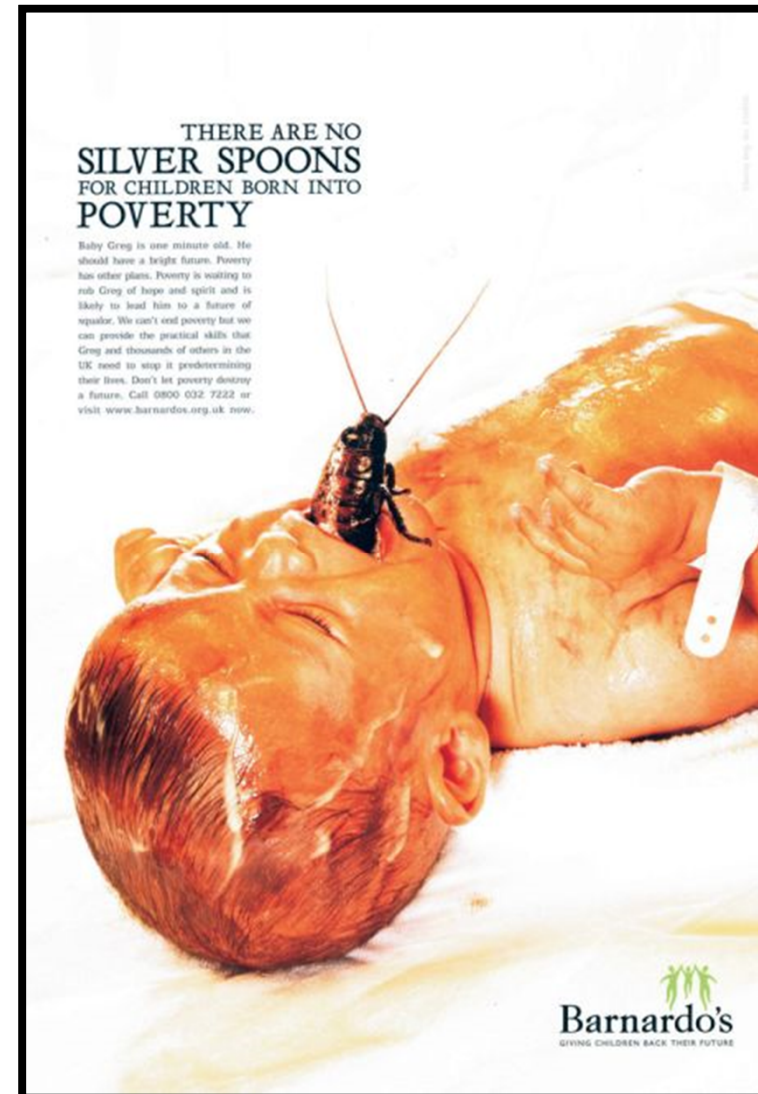 THERE ARE NO
SILVER SPOONS
FOR CHILDREN BORN INTO
POVERTY
Baby Greg is one minute old. He
should have a bright future. Poverty
has other plans. Poverty is waiting to
rob Greg of hope and spirit and is
likely to lead him to a future of
squalor. We can't end poverty but we
can provide the practical skills that
Greg and thousands of others in the
UK need to stop it predetermining
their lives. Don't let poverty destroy
a future. Call 0800 032 7222 or
visit www.barnardos.org.uk now.
Barnardo's
GIVING CHILDREN BACK THEIR FUTURE